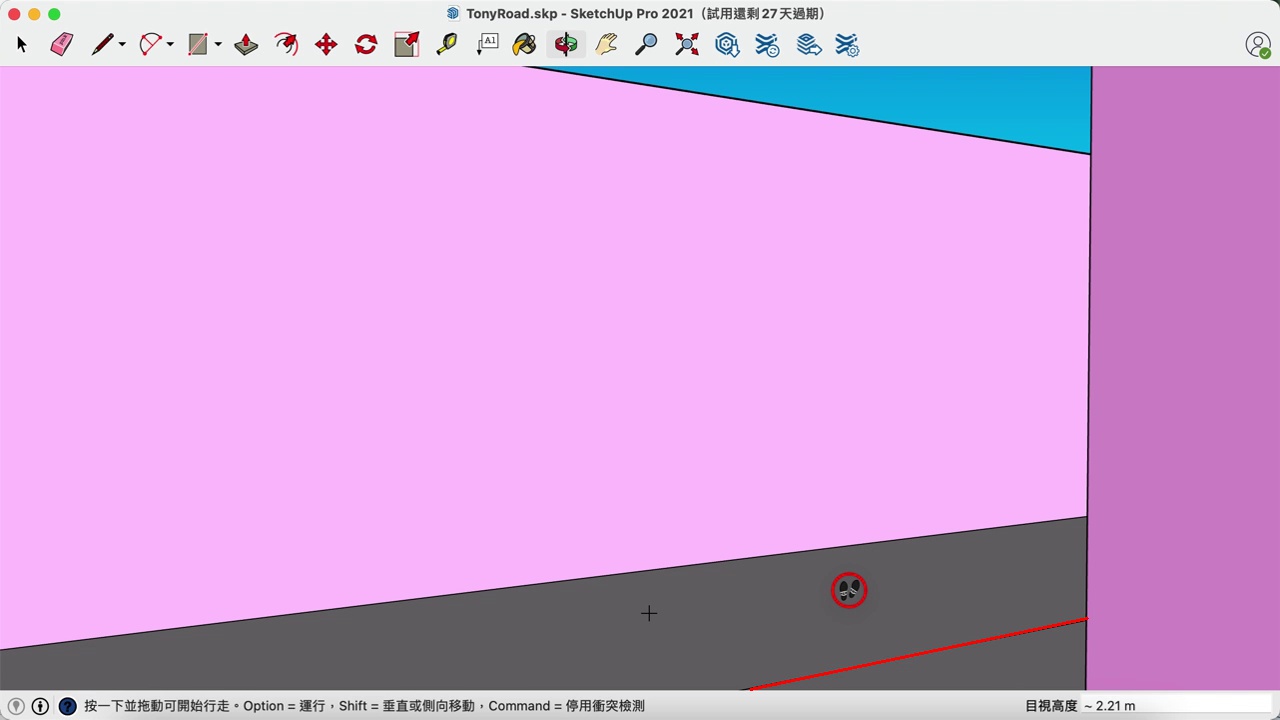 TonyRoad.skp - SketchUp Pro 2021（試用還剩 27 天過期）
A1
按一下並拖動可開始行走。Option = 運行，Shift = 垂直或側向移動，Command = 停用衝突檢測
目視高度 ~ 2.21 m